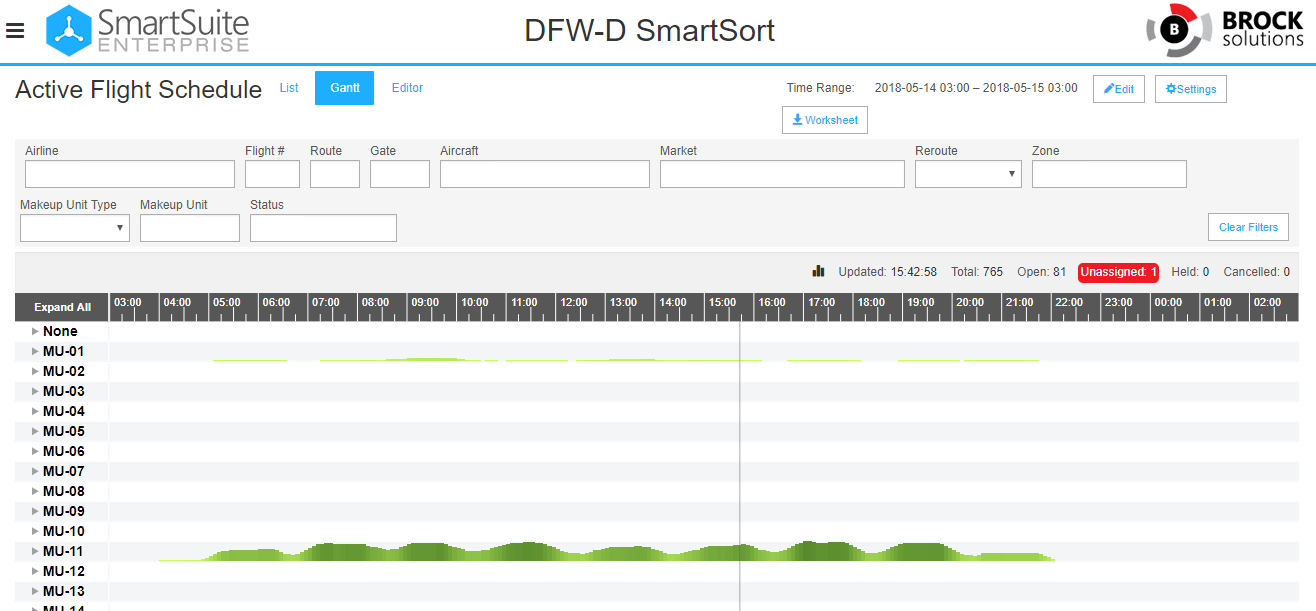 SmartSuite
ENTERPRISE
DFW-D SmartSort
B
BROCK
solutions
Active Flight Schedule List Gantt Editor Time Range: 2018-05-14 03:00 – 2018-05-15 03:00 Edit Settings
Worksheet
Airline Flight # Route Gate Aircraft Market Reroute Zone
Makeup Unit Type Makeup Unit Status
Clear Filters
Updated: 15:42:58 Total: 765 Open: 81 Unassigned: 1 Held: 0 Cancelled: 0
Expand All 03:00 04:00 05:00 06:00 07:00 08:00 09:00 10:00 11:00 12:00 13:00 14:00 15:00 16:00 17:00 18:00 19:00 20:00 21:00 22:00 23:00 00:00 01:00 02:00
None
MU-01
MU-02
MU-03
MU-04
MU-05
MU-06
MU-07
MU-08
MU-09
MU-10
MU-11
MU-12
MU-13
MU-14